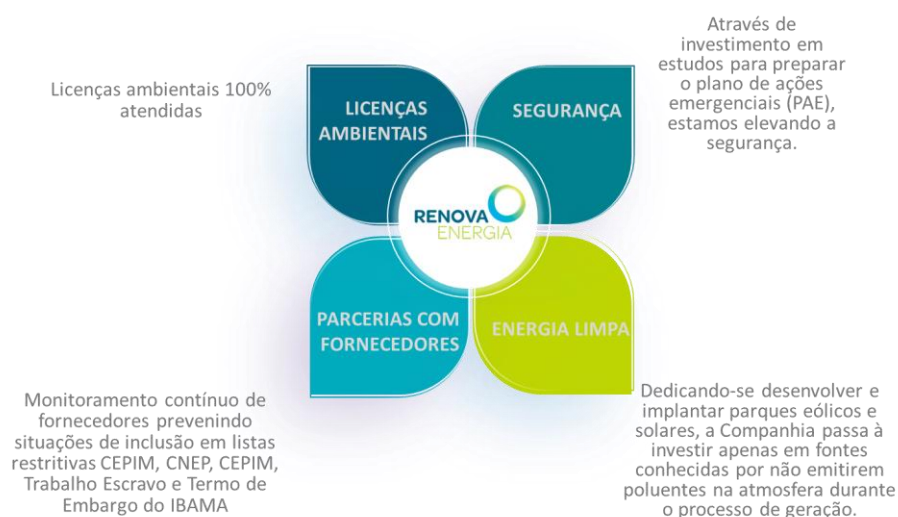 Licenças ambientais 100%
atendidas
LICENÇAS
AMBIENTAIS
SEGURANÇA
Através de
investimento em
estudos para preparar
o plano de ações
emergenciais (PAE),
estamos elevando a
segurança.
RENOVA
ENERGIA
PARCERIAS COM
FORNECEDORES
ENERGIA LIMPA
Monitoramento contínuo de
fornecedores prevenindo
situações de inclusão em listas
restritivas CEPIM, CNEP, CEPIM,
Trabalho Escravo e Termo de
Embargo do IBAMA
Dedicando-se desenvolver e
implantar parques eólicos e
solares, a Companhia passa à
investir apenas em fontes
conhecidas por não emitirem
poluentes na atmosfera durante
o processo de geração.